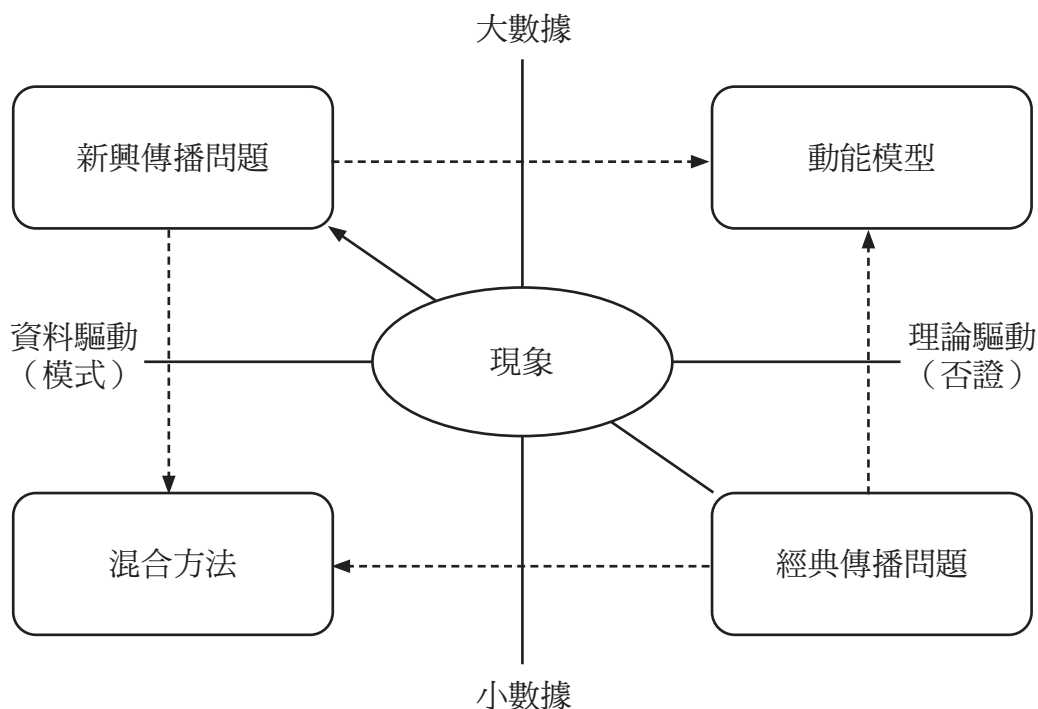 大數據
新興傳播問題
動能模型
資料驅動
（模式）
現象
理論驅動
（否證）
混合方法
經典傳播問題
小數據